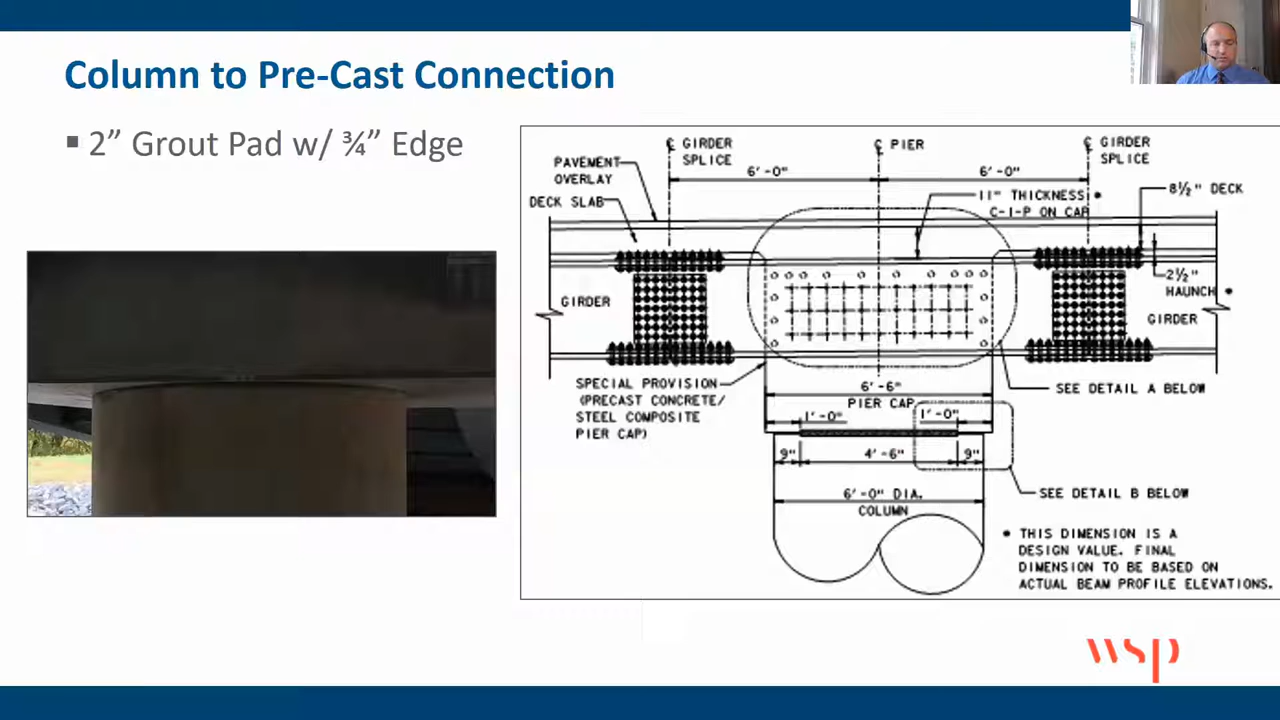 Column to Pre-Cast Connection
▪ 2” Grout Pad w/ ¾” Edge
℄ GIRDER
SPLICE
℄ PIER
℄ GIRDER
SPLICE
PAVEMENT
OVERLAY
6'-0"
6'-0"
DECK SLAB
11" THICKNESS •
C-I-P ON CAP
8½" DECK
2½"
HAUNCH •
GIRDER
GIRDER
SPECIAL PROVISION
(PRECAST CONCRETE/
STEEL COMPOSITE
PIER CAP)
6'-6"
PIER CAP
SEE DETAIL A BELOW
1'-0"
1'-0"
9"
4'-6"
9"
6'-0" DIA.
COLUMN
SEE DETAIL B BELOW
• THIS DIMENSION IS A
DESIGN VALUE. FINAL
DIMENSION TO BE BASED ON
ACTUAL BEAM PROFILE ELEVATIONS.
wsp